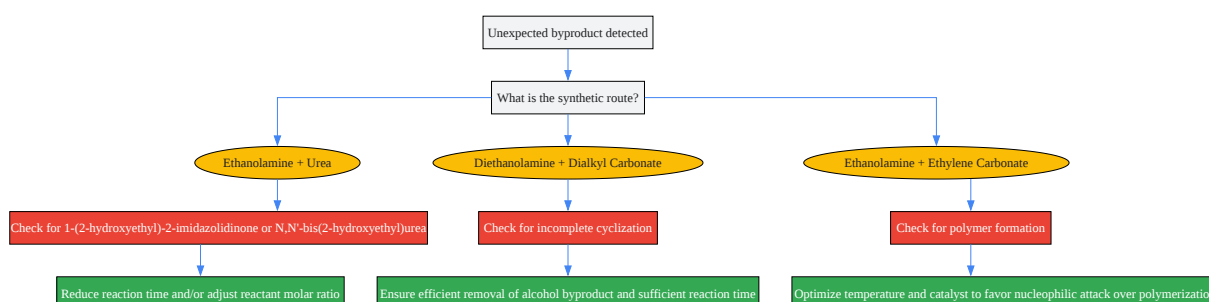 Unexpected byproduct detected
What is the synthetic route?
Ethanolamine + Urea
Diethanolamine + Dialkyl Carbonate
Ethanolamine + Ethylene Carbonate
Check for 1-(2-hydroxyethyl)-2-imidazolidinone or N,N'-bis(2-hydroxyethyl)urea
Check for incomplete cyclization
Check for polymer formation
Reduce reaction time and/or adjust reactant molar ratio
Ensure efficient removal of alcohol byproduct and sufficient reaction time
Optimize temperature and catalyst to favor nucleophilic attack over polymerizatio